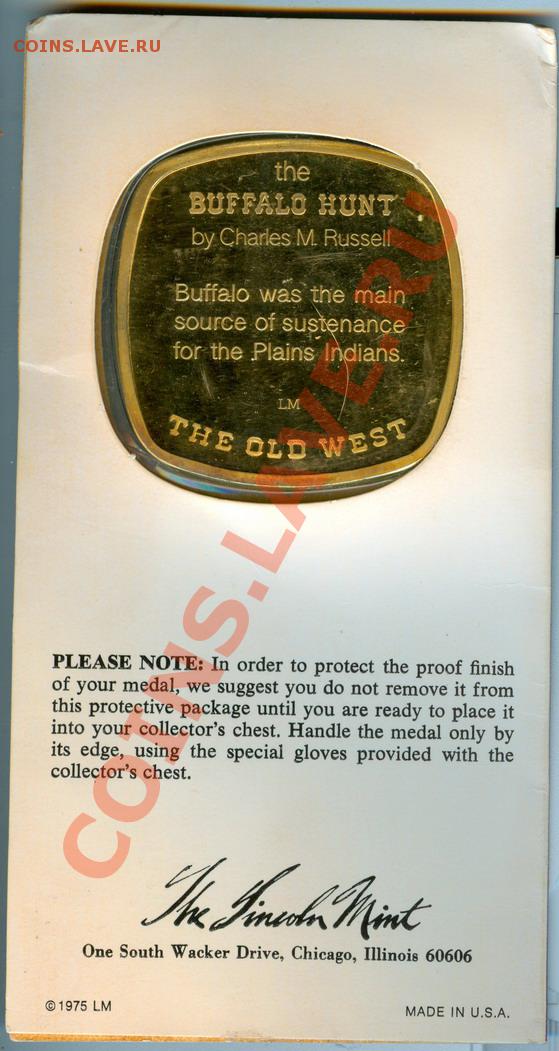 COINS.LAVE.RU
the
BUFFALO HUNT
by Charles M. Russell
Buffalo was the main
source of sustenance
for the Plains Indians.
LM
THE OLD WEST
COINS.LAVE.RU
PLEASE NOTE: In order to protect the proof finish
of your medal, we suggest you do not remove it from
this protective package until you are ready to place it
into your collector's chest. Handle the medal only by
its edge, using the special gloves provided with the
collector's chest.
The Lincoln Mint
One South Wacker Drive, Chicago, Illinois 60606
©1975 LM
MADE IN U.S.A.